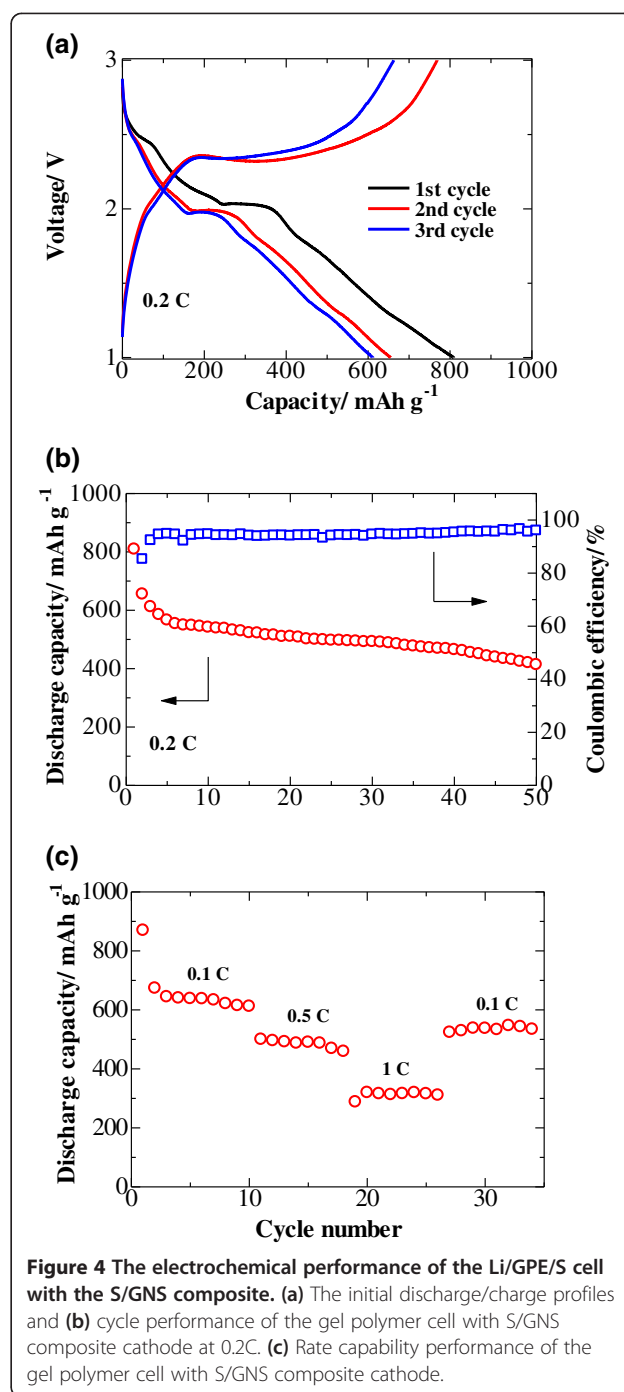 (a)
3
2
1
Voltage/ V
1st cycle
2nd cycle
3rd cycle
0.2 C
0 200 400 600 800 1000
Capacity/ mAh g-1
(b)
1000
800
600
400
200
0
Discharge capacity/ mAh g-1
100
80
60
40
20
0
Coulombic efficiency/%
0.2 C
0 10 20 30 40 50
(c)
1000
800
600
400
200
0
Discharge capacity/ mAh g-1
0.1 C
0.5 C
1 C
0.1 C
0 10 20 30
Cycle number
Figure 4 The electrochemical performance of the Li/GPE/S cell
with the S/GNS composite. (a) The initial discharge/charge profiles
and (b) cycle performance of the gel polymer cell with S/GNS
composite cathode at 0.2C. (c) Rate capability performance of the
gel polymer cell with S/GNS composite cathode.